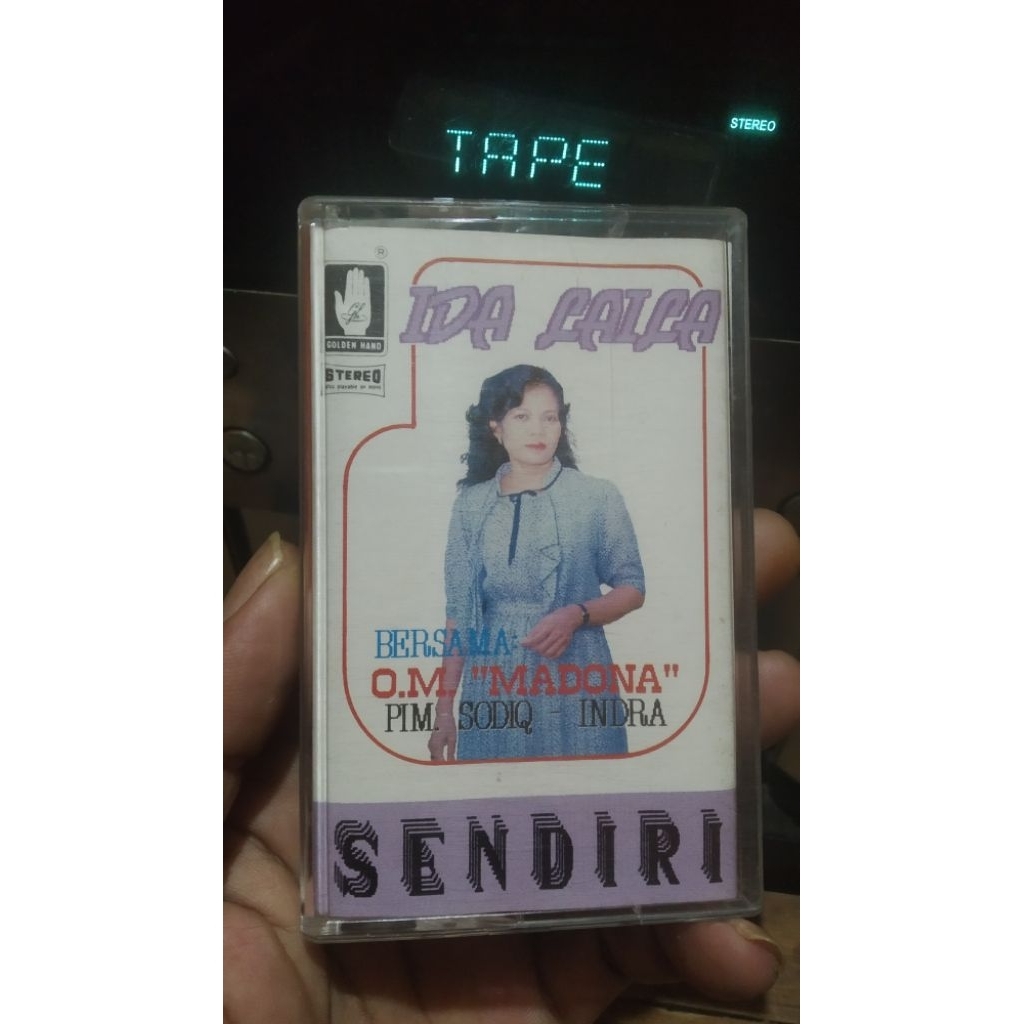 TAPE
STEREO
®
IDA LAILA
GOLDEN HAND
STEREO
BERSAMA:
O.M. "MADONA"
PIM. SODIQ - INDRA
SENDIRI